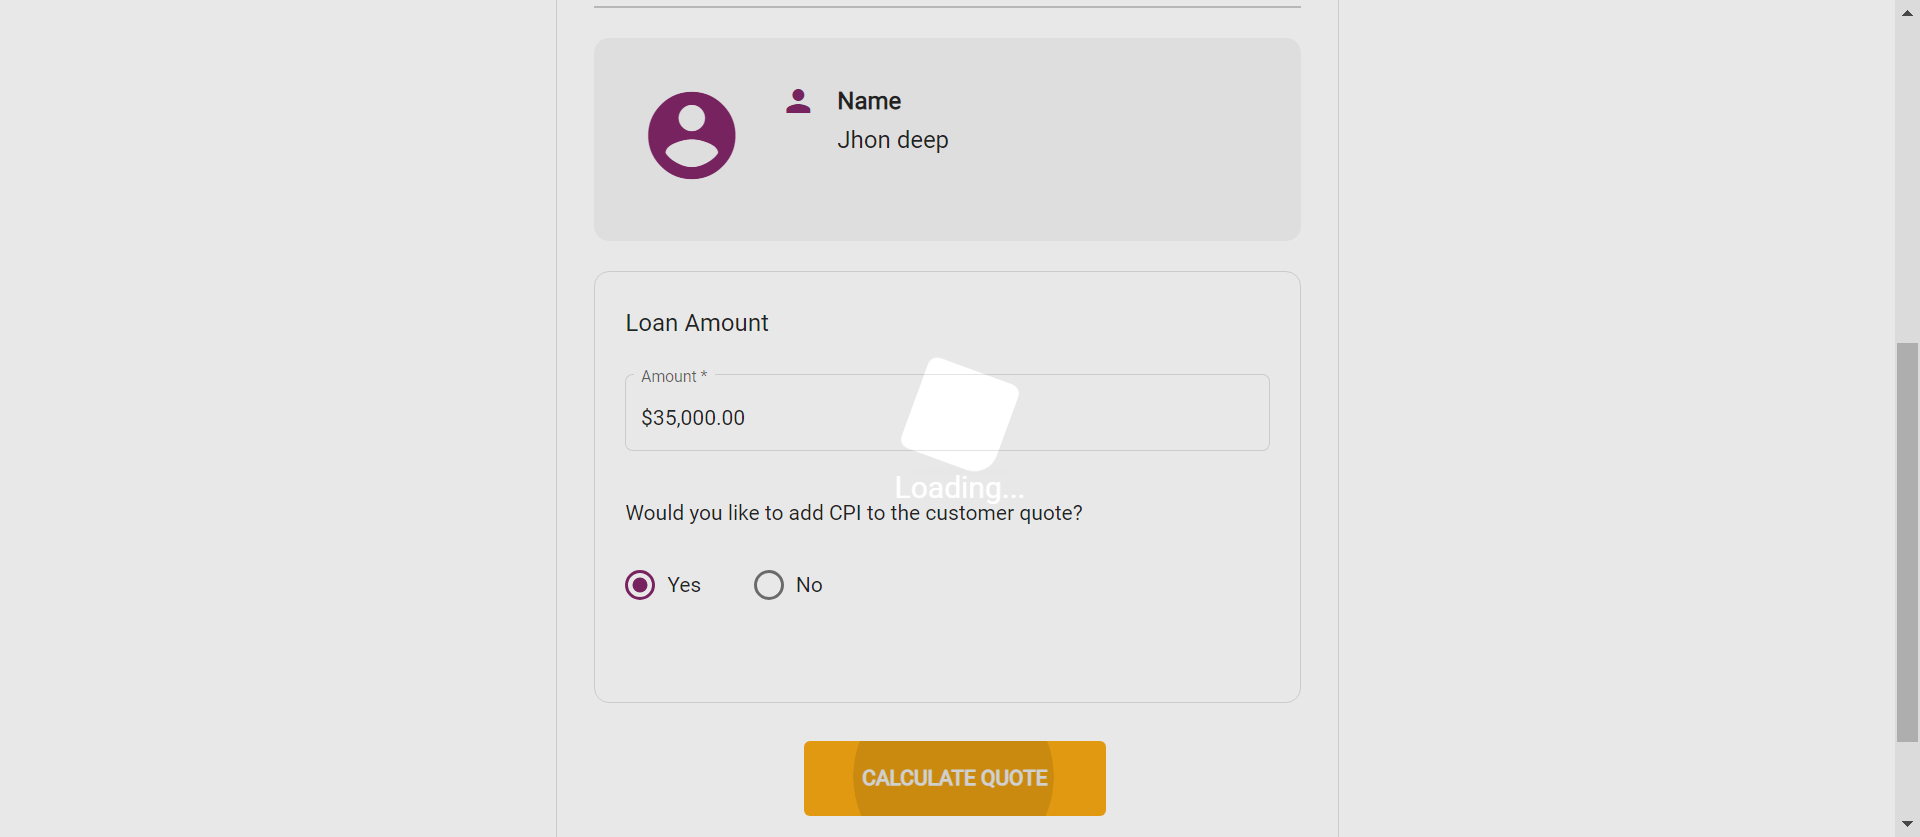 Name
Jhon deep
Loan Amount
Amount *
$35,000.00
Loading...
Would you like to add CPI to the customer quote?
Yes No
CALCULATE QUOTE